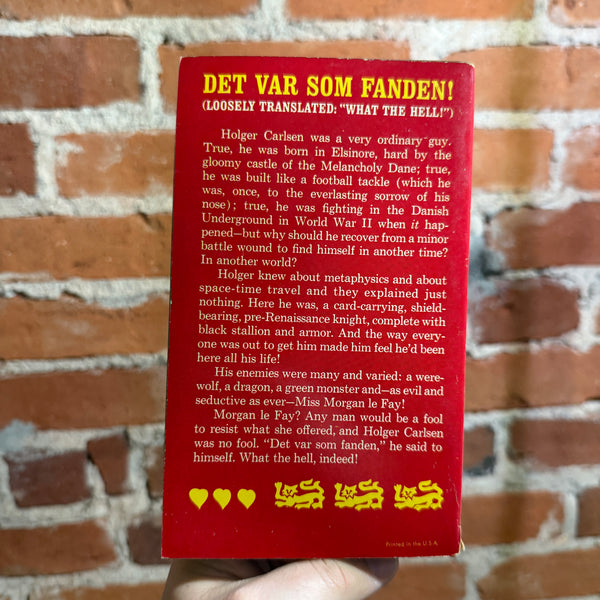 DET VAR SOM FANDEN!
(LOOSELY TRANSLATED: “WHAT THE HELL!”)
Holger Carlsen was a very ordinary guy.
True, he was born in Elsinore, hard by the
gloomy castle of the Melancholy Dane; true,
he was built like a football tackle (which he
was, once, to the everlasting sorrow of his
nose); true, he was fighting in the Danish
Underground in World War II when it hap-
pened—but why should he recover from a minor
battle wound to find himself in another time?
In another world?
Holger knew about metaphysics and about
space-time travel and they explained just
nothing. Here he was, a card-carrying, shield-
bearing, pre-Renaissance knight, complete with
black stallion and armor. And the way every-
one was out to get him made him feel he'd been
here all his life!
His enemies were many and varied: a were-
wolf, a dragon, a green monster and—as evil and
seductive as ever—Miss Morgan le Fay!
Morgan le Fay? Any man would be a fool
to resist what she offered, and Holger Carlsen
was no fool. “Det var som fanden,” he said to
himself. What the hell, indeed!
Printed in the U.S.A.